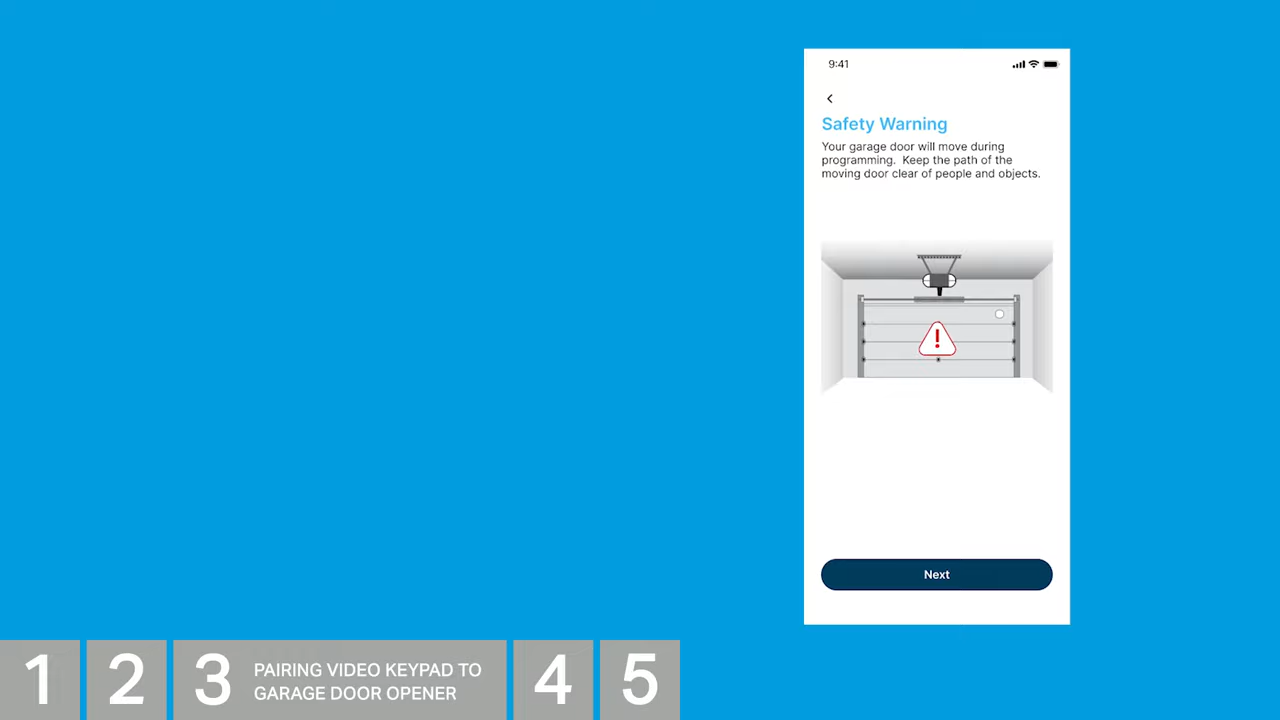 9:41
Safety Warning
Your garage door will move during
programming. Keep the path of the
moving door clear of people and objects.
!
Next
1
2
3
PAIRING VIDEO KEYPAD TO
GARAGE DOOR OPENER
4
5